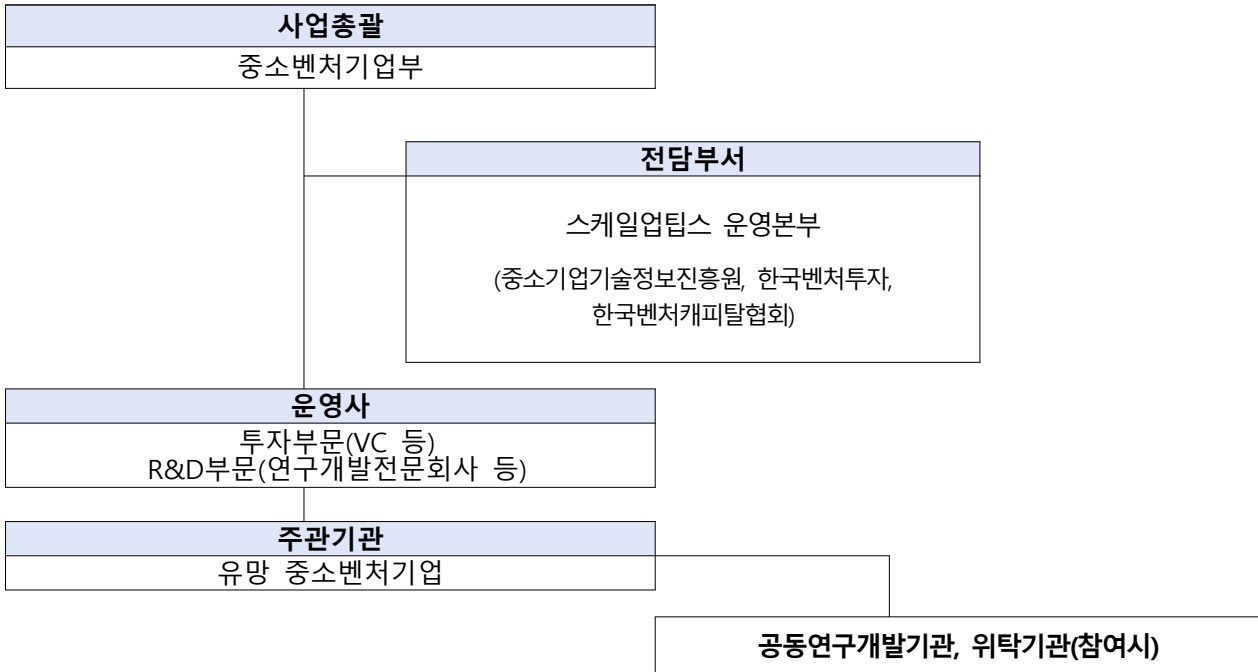 사업총괄
중소벤처기업부
전담부서
스케일업팁스 운영본부
(중소기업기술정보진흥원, 한국벤처투자,
한국벤처캐피탈협회)
운영사
투자부문(VC 등)
R&D부문(연구개발전문회사 등)
주관기관
유망 중소벤처기업
공동연구개발기관, 위탁기관(참여시)